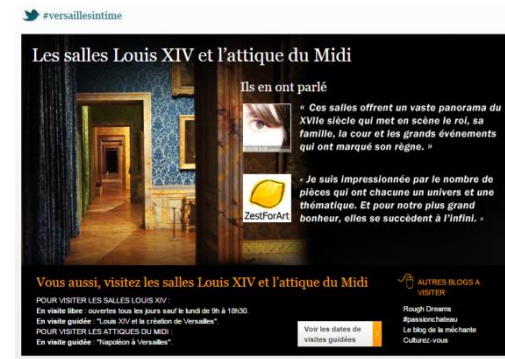 #versaillesintime
Les salles Louis XIV et l'attique du Midi
Ils en ont parlé
« Ces salles offrent un vaste panorama du
XVIIe siècle qui met en scène le roi, sa
famille, la cour et les grands événements
qui ont marqué son règne. »
« Je suis impressionnée par le nombre de
pièces qui ont chacune un univers et une
thématique. Et pour notre plus grand
bonheur, elles se succèdent à l'infini. »
ZestForArt
Vous aussi, visitez les salles Louis XIV et l'attique du Midi
POUR VISITER LES SALLES LOUIS XIV :
En visite libre : ouvertes tous les jours sauf le lundi de 9h à 18h30.
En visite guidée : "Louis XIV et la création de Versailles".
POUR VISITER LES ATTIQUES DU MIDI :
En visite guidée : "Napoléon à Versailles".
Voir les dates de
visites guidées
AUTRES BLOGS A
VISITER
Rough Dreams
#passionchateau
Le blog de la méchante
Culturez-vous